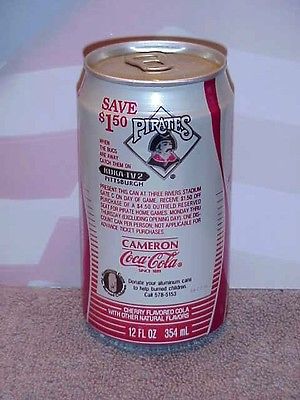 SAVE
$1.50
PIRATES
WHEN
THE BUCS
ARE AWAY
CATCH THEM ON
KDKA-TV2
PITTSBURGH
PRESENT THIS CAN AT THREE RIVERS STADIUM
GATE C ON DAY OF GAME. RECEIVE $1.50 OFF
PURCHASE OF A $4.50 OUTFIELD RESERVED
SEAT FOR PIRATE HOME GAMES. MONDAY THRU
THURSDAY (EXCLUDING OPENING DAY). ONE DIS-
COUNT CAN PER PERSON. NOT APPLICABLE FOR
ADVANCE TICKET PURCHASES.
CAMERON
Coca-Cola®
SINCE 1889
Donate your aluminum cans
to help burned children.
Call 578-5153
CHERRY FLAVORED COLA
WITH OTHER NATURAL FLAVORS
12 FL OZ 354 mL